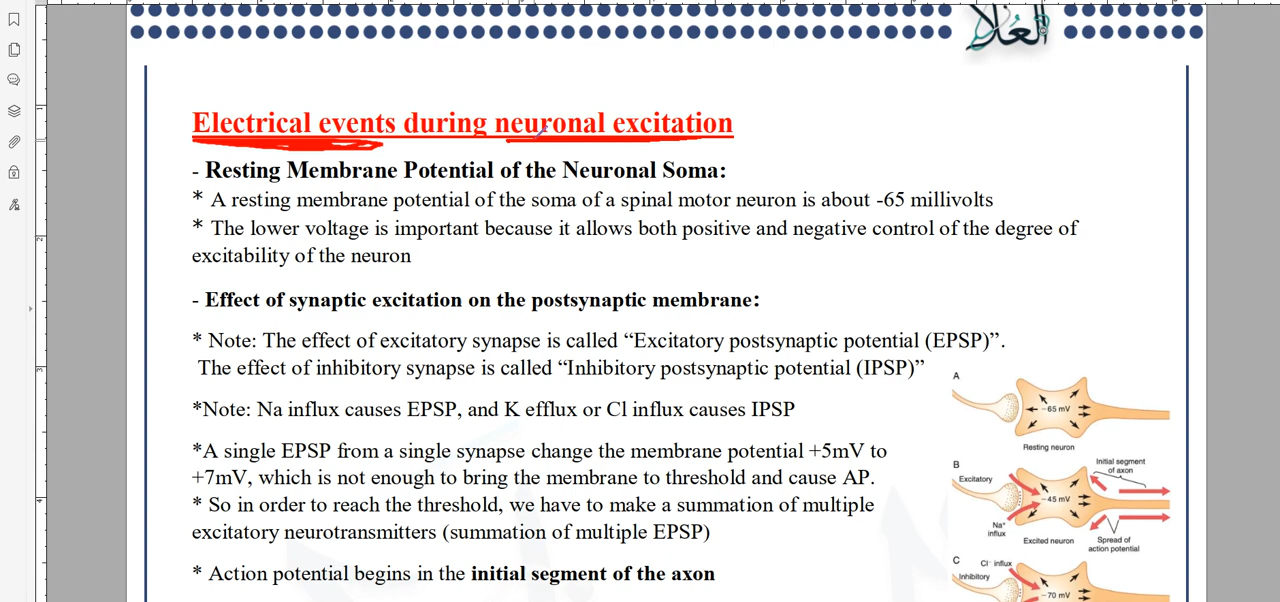 العُلا
Electrical events during neuronal excitation
- Resting Membrane Potential of the Neuronal Soma:
* A resting membrane potential of the soma of a spinal motor neuron is about -65 millivolts
* The lower voltage is important because it allows both positive and negative control of the degree of
excitability of the neuron
- Effect of synaptic excitation on the postsynaptic membrane:
* Note: The effect of excitatory synapse is called “Excitatory postsynaptic potential (EPSP)”.
The effect of inhibitory synapse is called “Inhibitory postsynaptic potential (IPSP)”
*Note: Na influx causes EPSP, and K efflux or Cl influx causes IPSP
*A single EPSP from a single synapse change the membrane potential +5mV to
+7mV, which is not enough to bring the membrane to threshold and cause AP.
* So in order to reach the threshold, we have to make a summation of multiple
excitatory neurotransmitters (summation of multiple EPSP)
* Action potential begins in the initial segment of the axon
A
-65 mV
Resting neuron
B
Excitatory
Initial segment
of axon
-45 mV
Na⁺
influx
Excited neuron
Spread of
action potential
C
Cl⁻ influx
Inhibitory
-70 mV